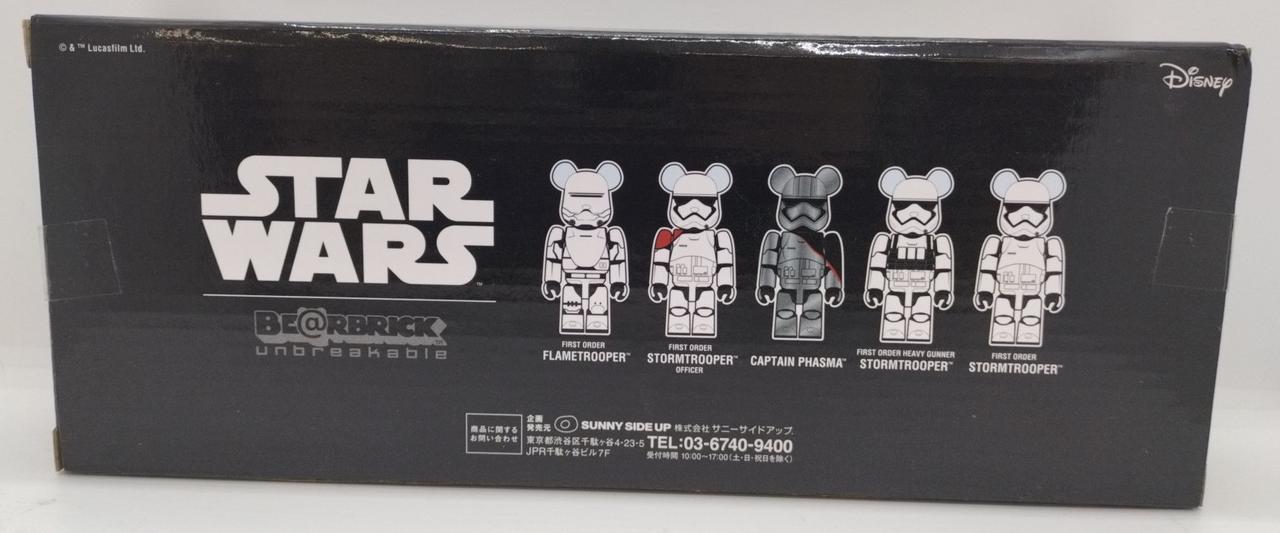 © & ™ Lucasfilm Ltd.
Disney
STAR
WARS™
BE@RBRICK™
unbreakable
FIRST ORDER
FLAMETROOPER™
FIRST ORDER
STORMTROOPER™
OFFICER
CAPTAIN PHASMA™
FIRST ORDER HEAVY GUNNER
STORMTROOPER™
FIRST ORDER
STORMTROOPER™
商品に関する
お問い合わせ
企画
発売元
SUNNY SIDE UP 株式会社 サニーサイドアップ
東京都渋谷区千駄ヶ谷4-23-5 TEL:03-6740-9400
JPR千駄ヶ谷ビル7F 受付時間 10:00~17:00(土・日・祝日を除く)